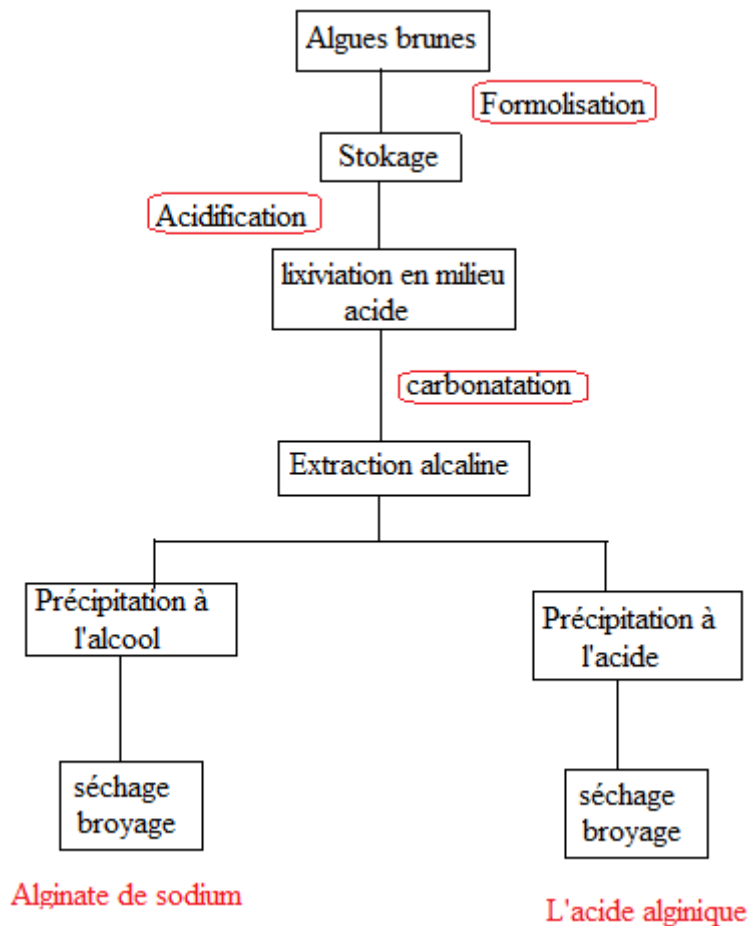 Algues brunes
Formolisation
Stokage
Acidification
lixiviation en milieu
acide
carbonatation
Extraction alcaline
Précipitation à
l'alcool
Précipitation à
l'acide
séchage
broyage
séchage
broyage
Alginate de sodium
L'acide alginique